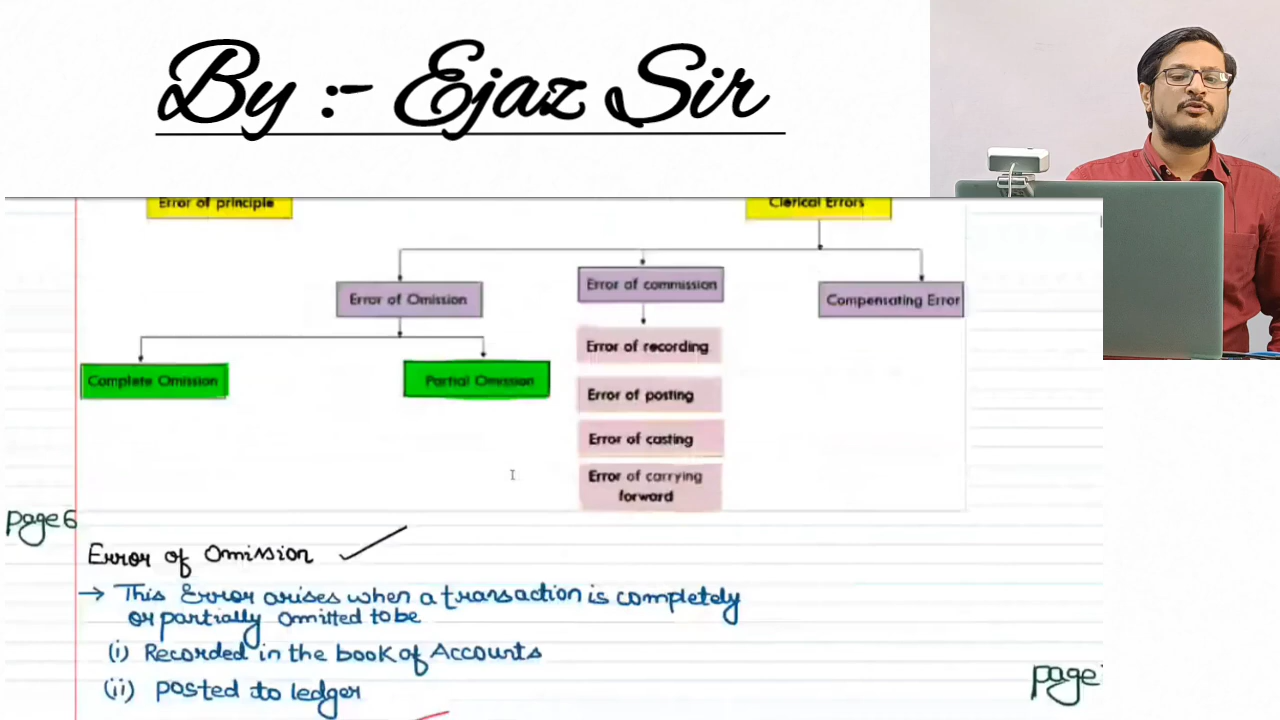 By :- Ejaz Sir
Error of principle
Clerical Errors
Error of Omission
Error of commission
Compensating Error
Complete Omission
Partial Omission
Error of recording
Error of posting
Error of casting
Error of carrying
forward
page 6
Error of Omission
→ This Error arises when a transaction is completely
or partially omitted to be
(i) Recorded in the book of Accounts
(ii) posted to ledger
page